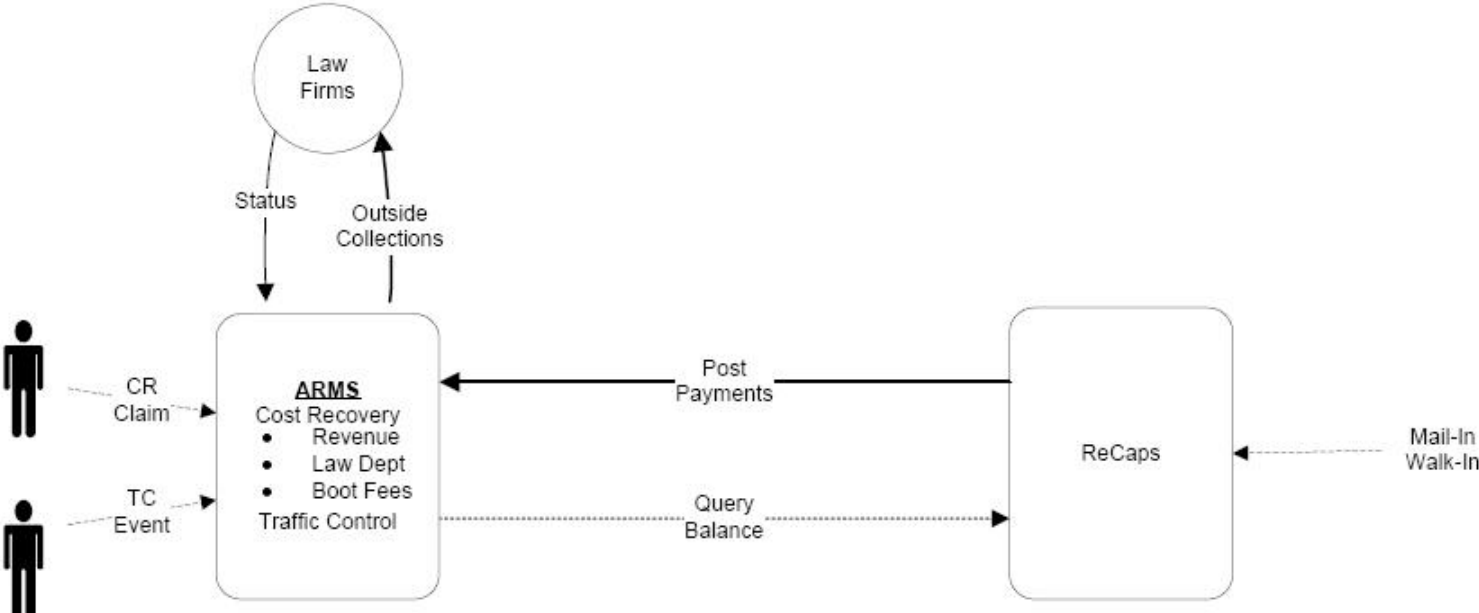 Law
Firms
Status
Outside
Collections
CR
Claim
TC
Event
ARMS
Cost Recovery
● Revenue
● Law Dept
● Boot Fees
Traffic Control
Post
Payments
Query
Balance
ReCaps
Mail-In
Walk-In